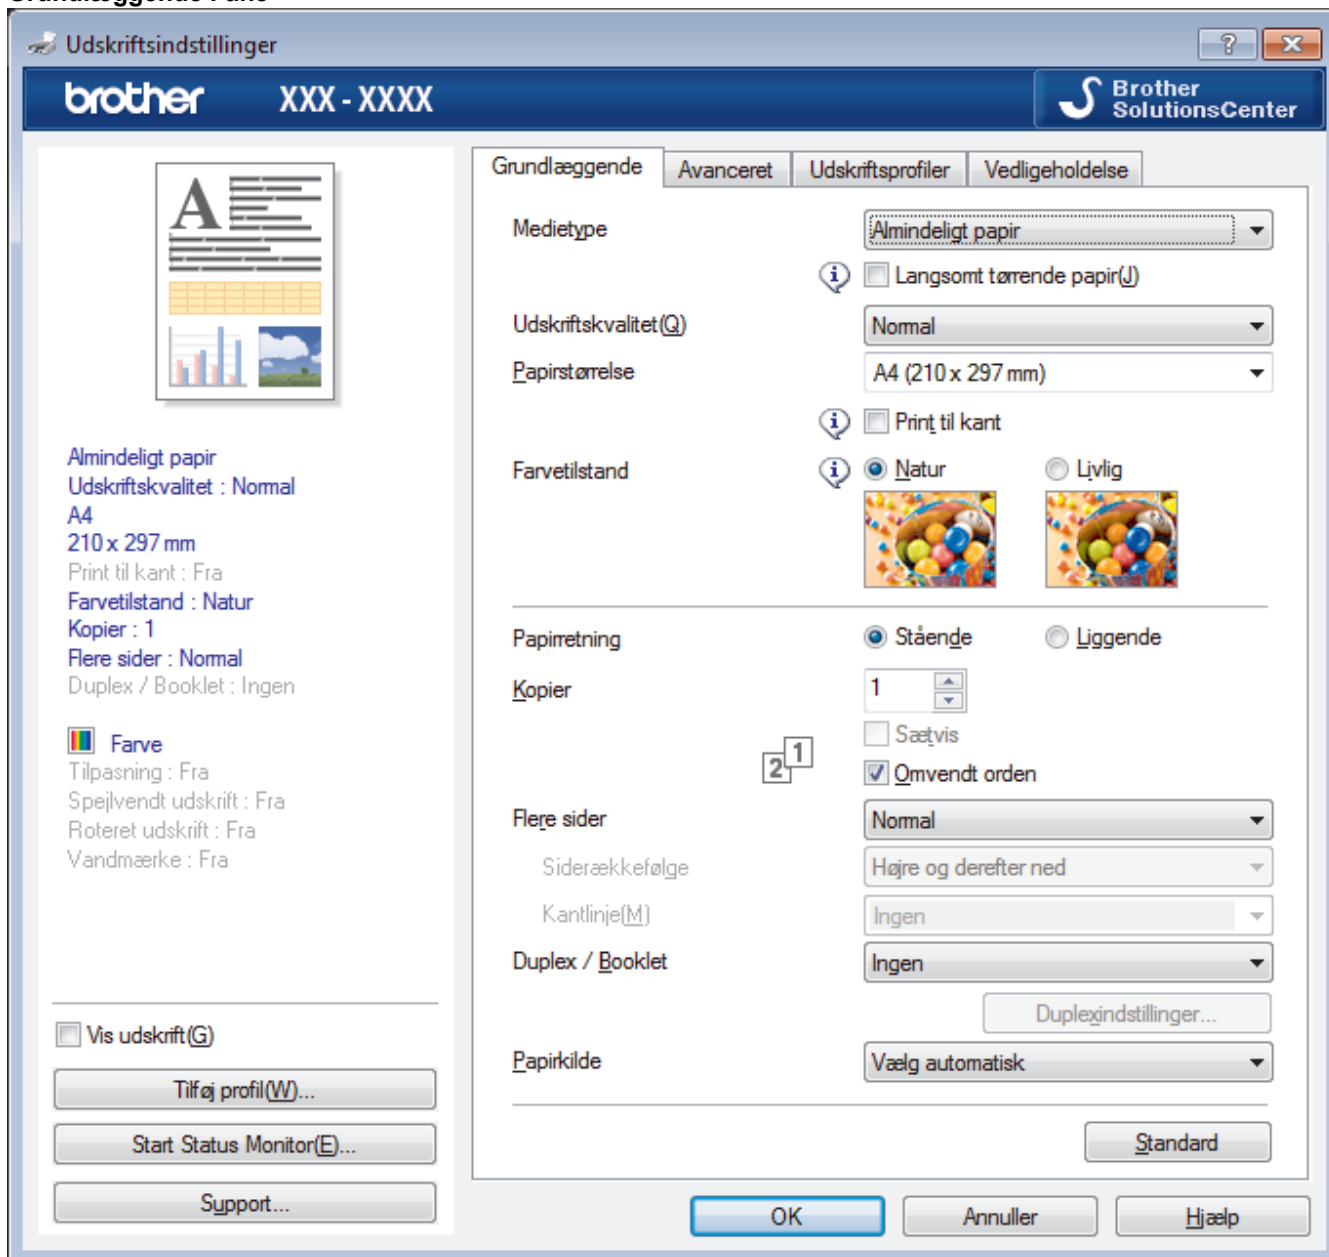 Udskriftsindstillinger
brother XXX - XXXX
Brother
SolutionsCenter
A
Almindeligt papir
Udskriftskvalitet : Normal
A4
210 x 297 mm
Print til kant : Fra
Farvetilstand : Natur
Kopier : 1
Flere sider : Normal
Duplex / Booklet : Ingen
Farve
Tilpasning : Fra
Spejlvendt udskrift : Fra
Roteret udskrift : Fra
Vandmærke : Fra
Vis udskrift(G)
Tilføj profil(W)...
Start Status Monitor(E)...
Support...
Grundlæggende Avanceret Udskriftsprofiler Vedligeholdelse
Medietype Almindeligt papir
Langsomt tørrende papir(J)
Udskriftskvalitet(Q) Normal
Papirstørrelse A4 (210 x 297 mm)
Print til kant
Farvetilstand Natur Livlig
Papirretning Stående Liggende
Kopier 1
Sætvis
2 1 Omvendt orden
Flere sider Normal
Siderækkefølge Højre og derefter ned
Kantlinje(M) Ingen
Duplex / Booklet Ingen
Duplexindstillinger...
Papirkilde Vælg automatisk
Standard
OK Annuller Hjælp